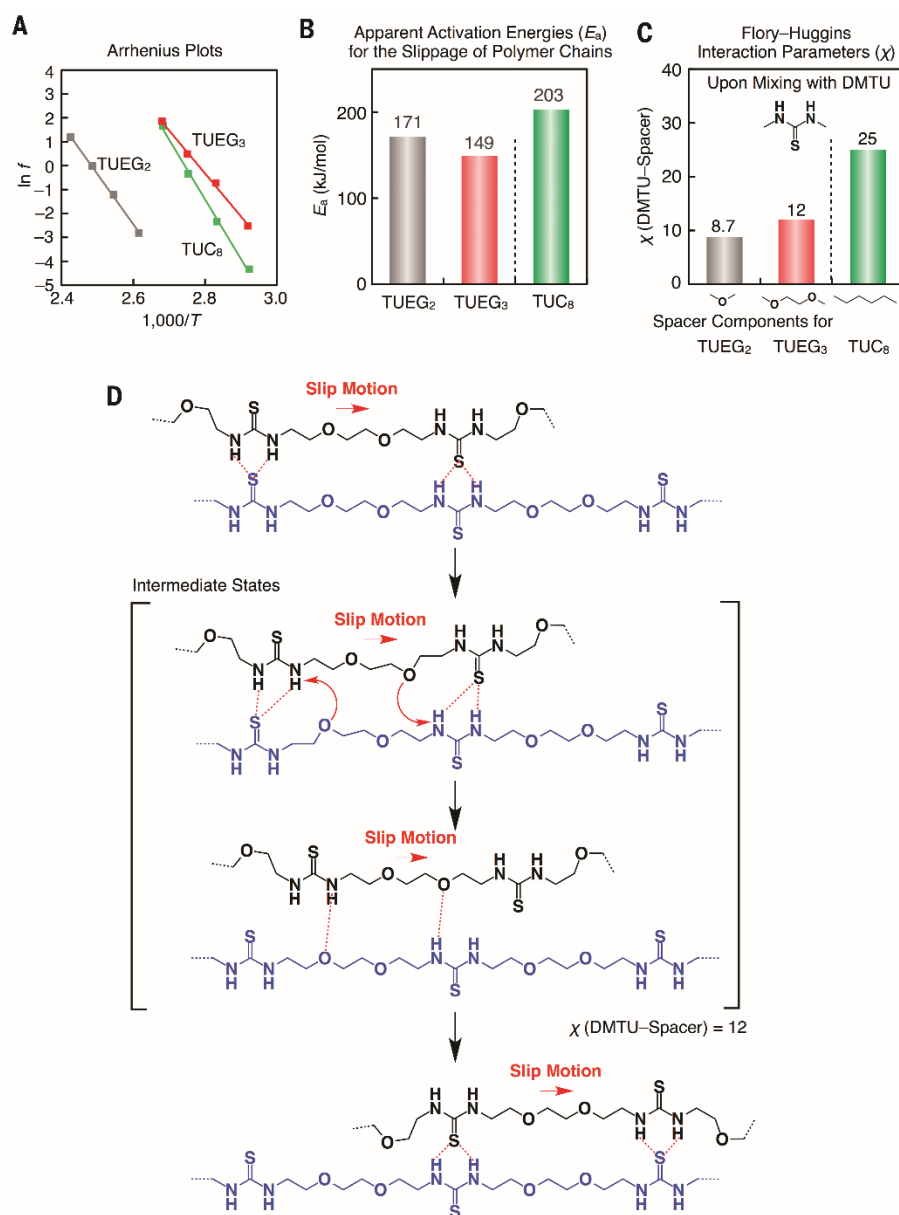 A
Arrhenius Plots
ln f
4
3
2
1
0
−1
−2
−3
−4
−5
TUEG2
TUEG3
TUC8
2.4
2.6
2.8
3.0
1,000/T
B
Apparent Activation Energies (Ea)
for the Slippage of Polymer Chains
Ea (kJ/mol)
200
100
0
171
149
203
TUEG2
TUEG3
TUC8
C
Flory–Huggins
Interaction Parameters (χ)
χ (DMTU–Spacer)
40
30
20
10
0
Upon Mixing with DMTU
H H
N N
S
8.7
12
25
O
O O
Spacer Components for
TUEG2
TUEG3
TUC8
D
Slip Motion
O S O O H H O
N N N N
H H S
S H H S
N N O O N N O O N N
H H S H H
Intermediate States
Slip Motion
O S O O H H O
N N N N
H H S
S H H S
N N O O N N O O N N
H H S H H
Slip Motion
O S O O H H O
N N N N
H H S
S H H S
N N O O N N O O N N
H H S H H
χ (DMTU–Spacer) = 12
Slip Motion
H H O O S
N N N N
O S H H O
S H H S
N N O O N N O O N N
H H S H H